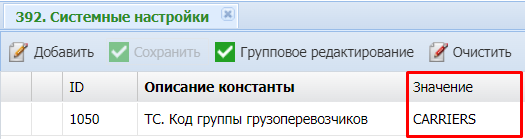 392. Системные настройки
Добавить Сохранить Групповое редактирование Очистить
ID Описание константы Значение
1050 ТС. Код группы грузоперевозчиков CARRIERS